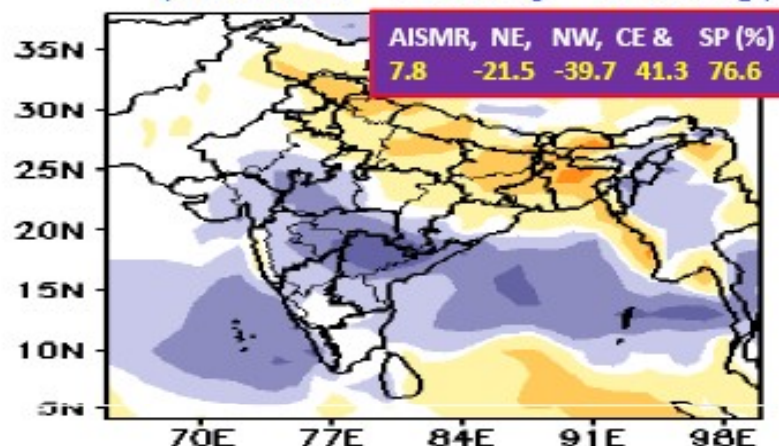 AISMR, NE, NW, CE & SP (%)
7.8 -21.5 -39.7 41.3 76.6
35N
30N
25N
20N
15N
10N
5N
70E 77E 84E 91E 98E